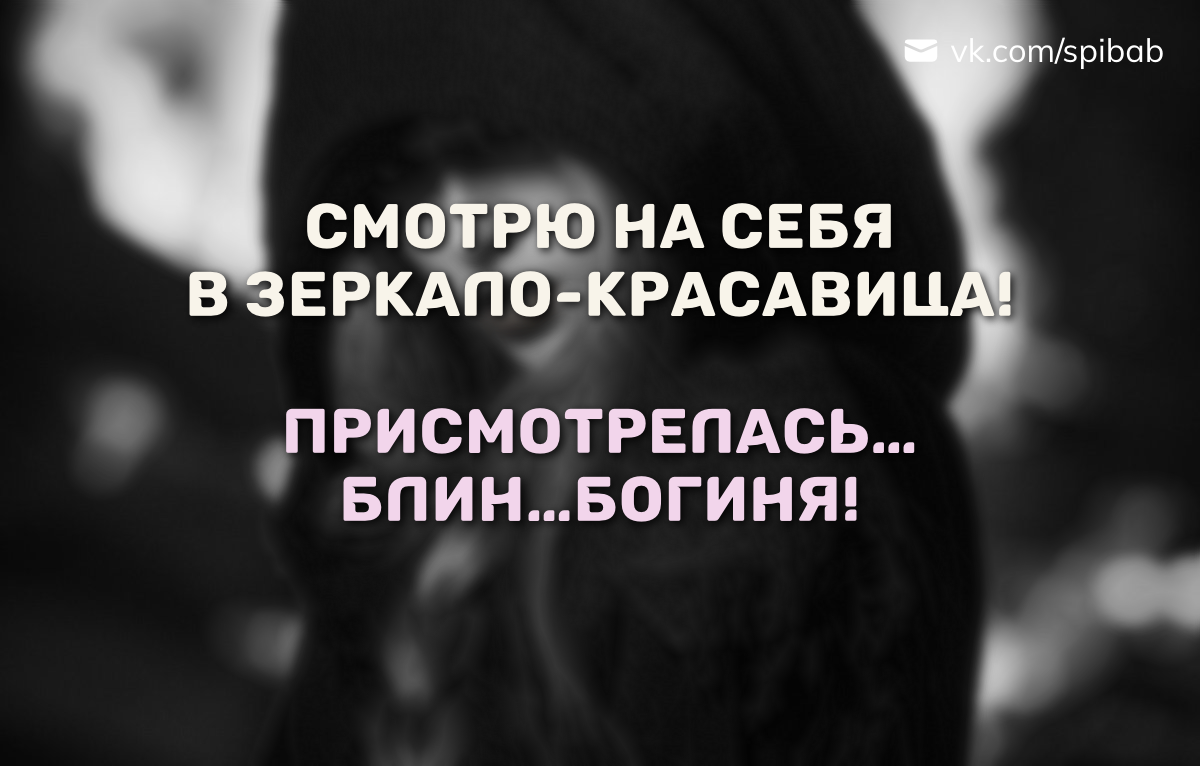 vk.com/spibab
СМОТРЮ НА СЕБЯ
В ЗЕРКАЛО-КРАСАВИЦА!
ПРИСМОТРЕЛАСЬ...
БЛИН...БОГИНЯ!